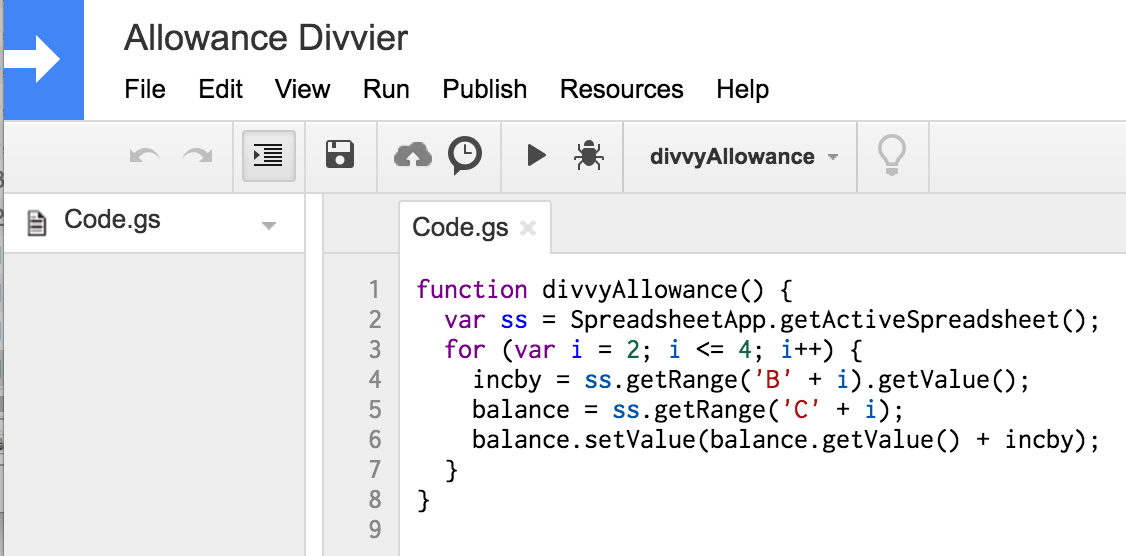 Allowance Divvier
File Edit View Run Publish Resources Help
divvyAllowance
Code.gs
Code.gs
1 function divvyAllowance() {
2   var ss = SpreadsheetApp.getActiveSpreadsheet();
3   for (var i = 2; i <= 4; i++) {
4     incby = ss.getRange('B' + i).getValue();
5     balance = ss.getRange('C' + i);
6     balance.setValue(balance.getValue() + incby);
7   }
8 }
9